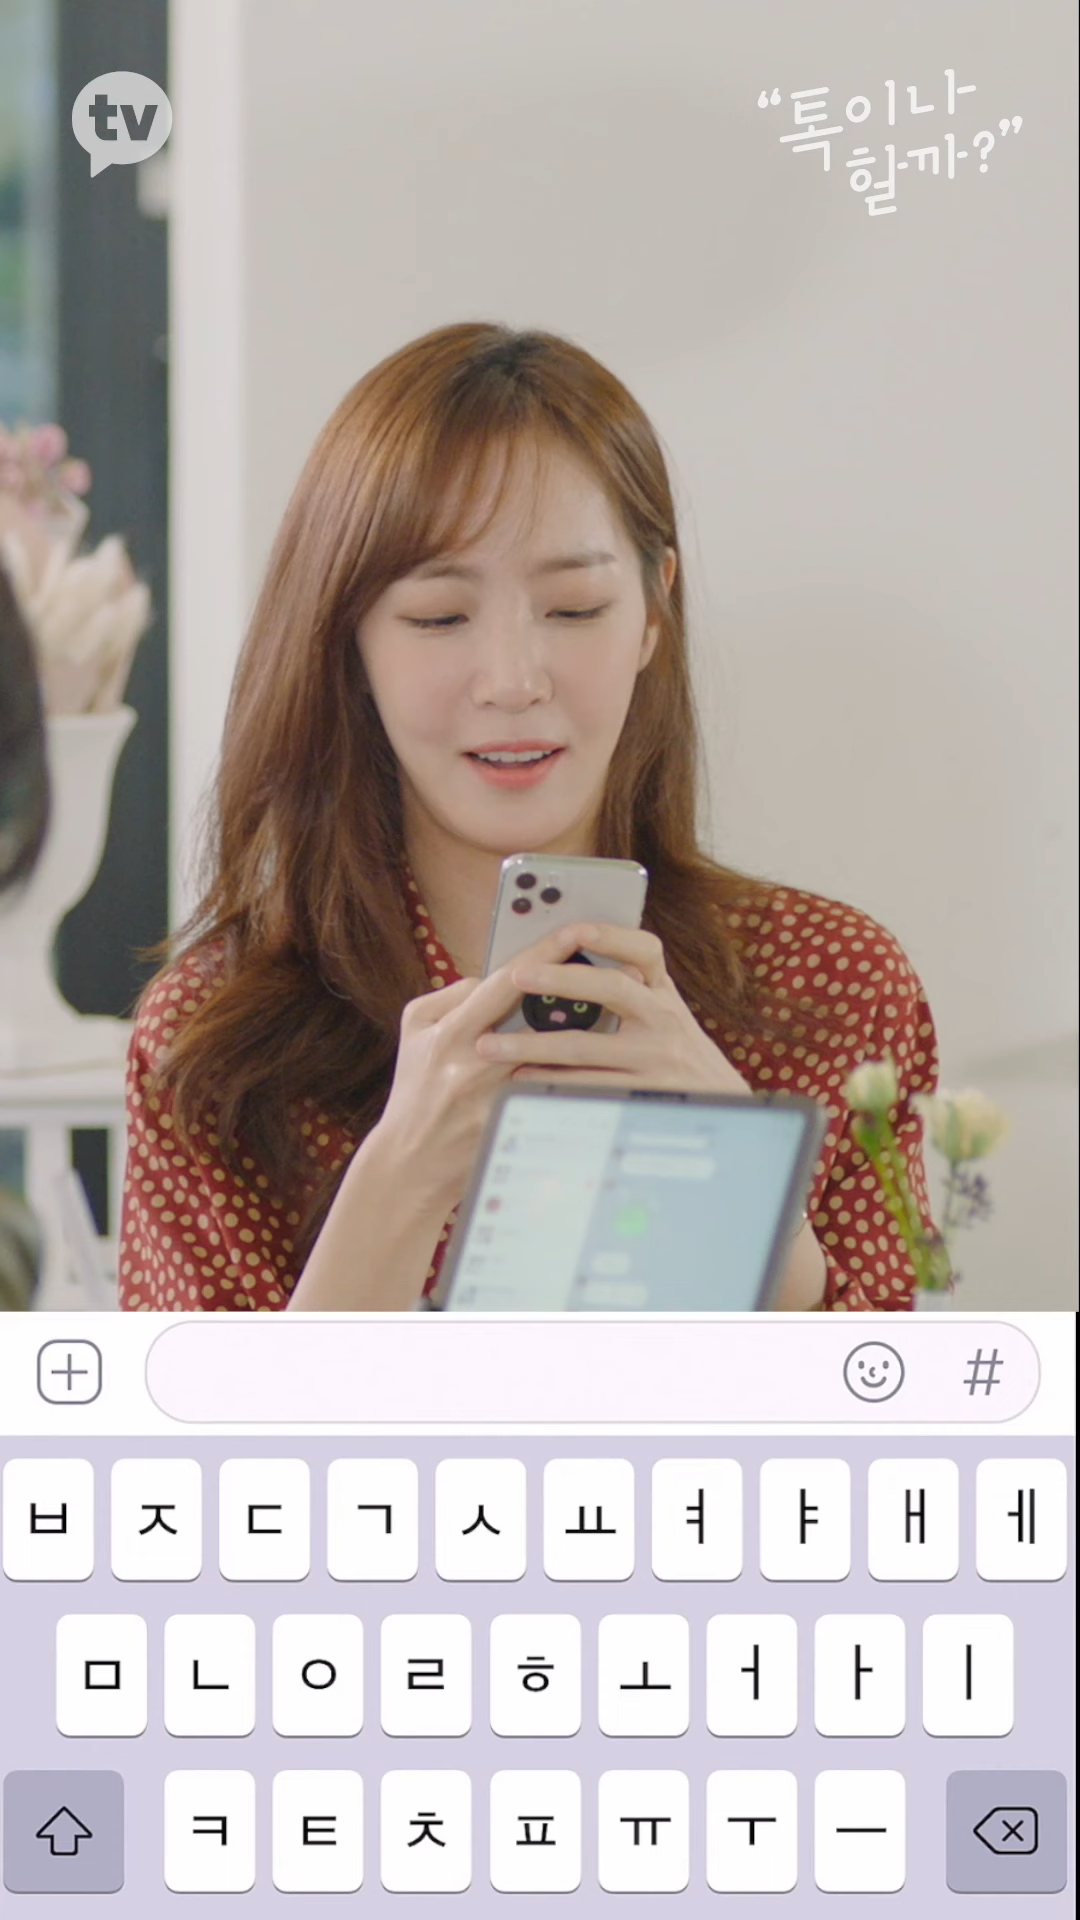 tv
“톡이나
할까?”
#
ㅂ ㅈ ㄷ ㄱ ㅅ ㅛ ㅕ ㅑ ㅐ ㅔ
ㅁ ㄴ ㅇ ㄹ ㅎ ㅗ ㅓ ㅏ ㅣ
ㅋ ㅌ ㅊ ㅍ ㅠ ㅜ ㅡ